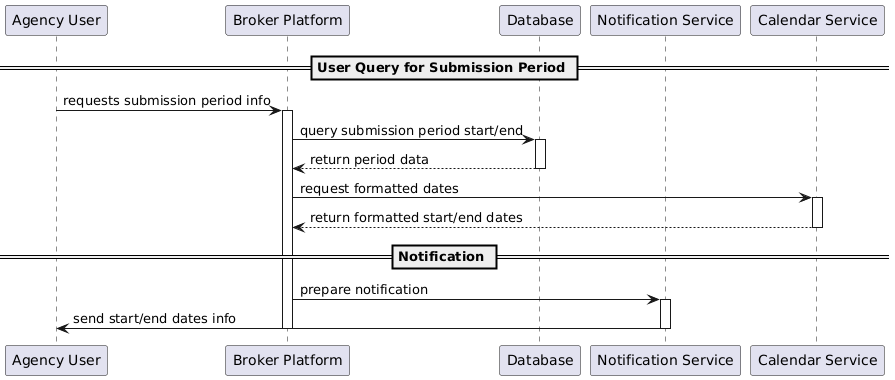 Agency User
Broker Platform
Database
Notification Service
Calendar Service
User Query for Submission Period
requests submission period info
query submission period start/end
return period data
request formatted dates
return formatted start/end dates
Notification
prepare notification
send start/end dates info
Agency User
Broker Platform
Database
Notification Service
Calendar Service